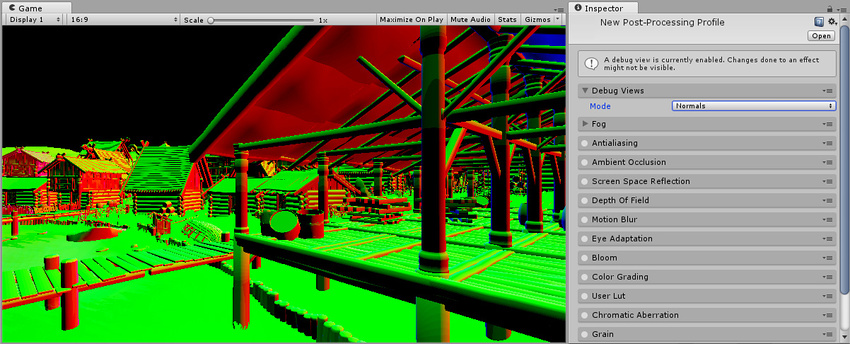 Game
Display 1 16:9 Scale 1x Maximize On Play Mute Audio Stats Gizmos
Inspector
New Post-Processing Profile
Open
A debug view is currently enabled. Changes done to an effect
might not be visible.
Debug Views
Mode Normals
Fog
Antialiasing
Ambient Occlusion
Screen Space Reflection
Depth Of Field
Motion Blur
Eye Adaptation
Bloom
Color Grading
User Lut
Chromatic Aberration
Grain